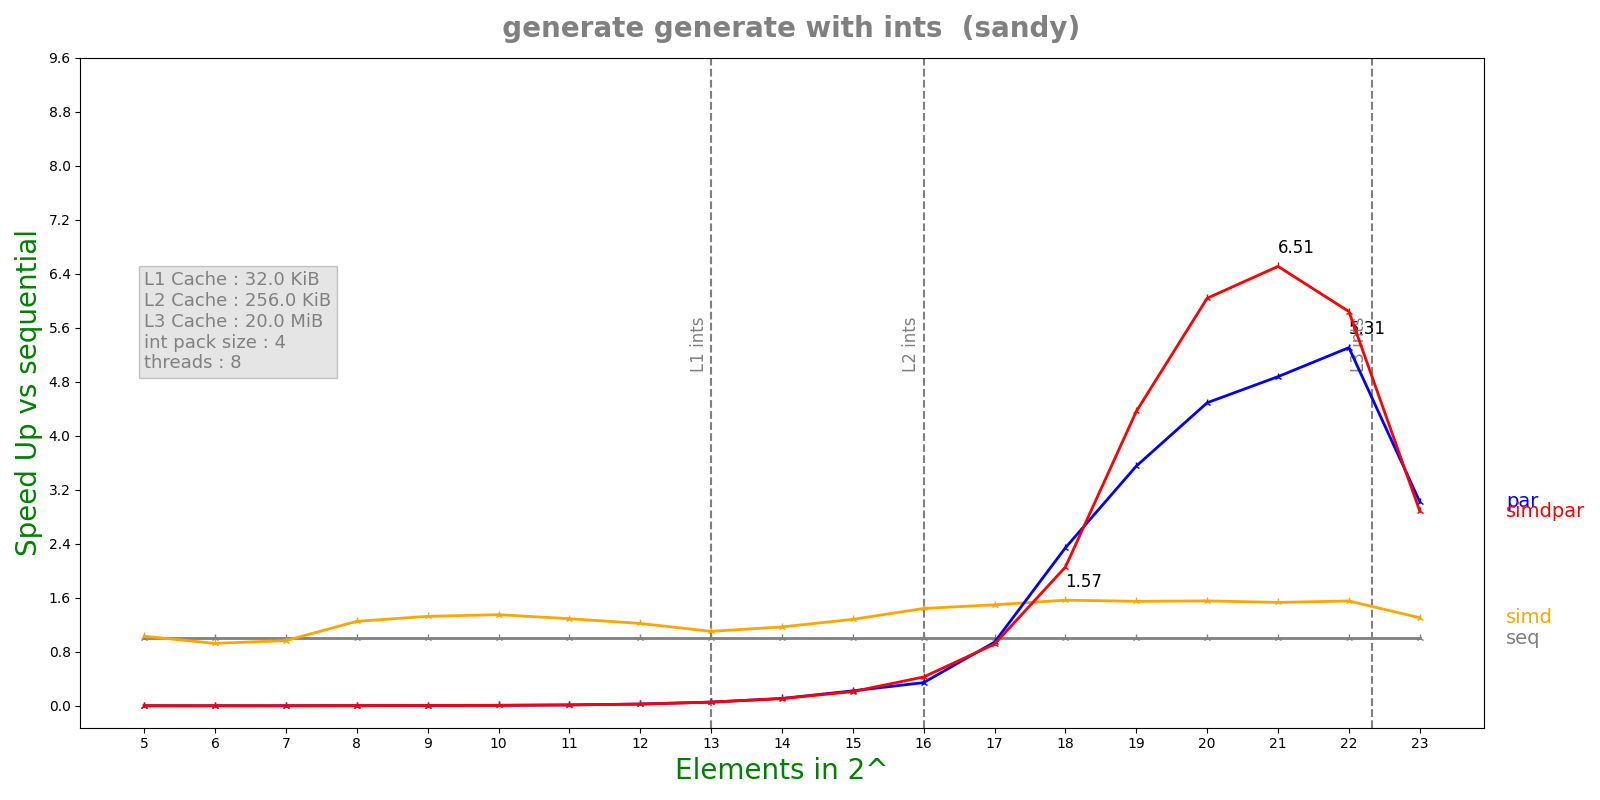 generate generate with ints  (sandy)
Speed Up vs sequential
9.6
8.8
8.0
7.2
6.4
5.6
4.8
4.0
3.2
2.4
1.6
0.8
0.0
L1 Cache : 32.0 KiB
L2 Cache : 256.0 KiB
L3 Cache : 20.0 MiB
int pack size : 4
threads : 8
L1 ints
L2 ints
L3 ints
6.51
5.31
1.57
par
simdpar
simd
seq
5 6 7 8 9 10 11 12 13 14 15 16 17 18 19 20 21 22 23
Elements in 2^